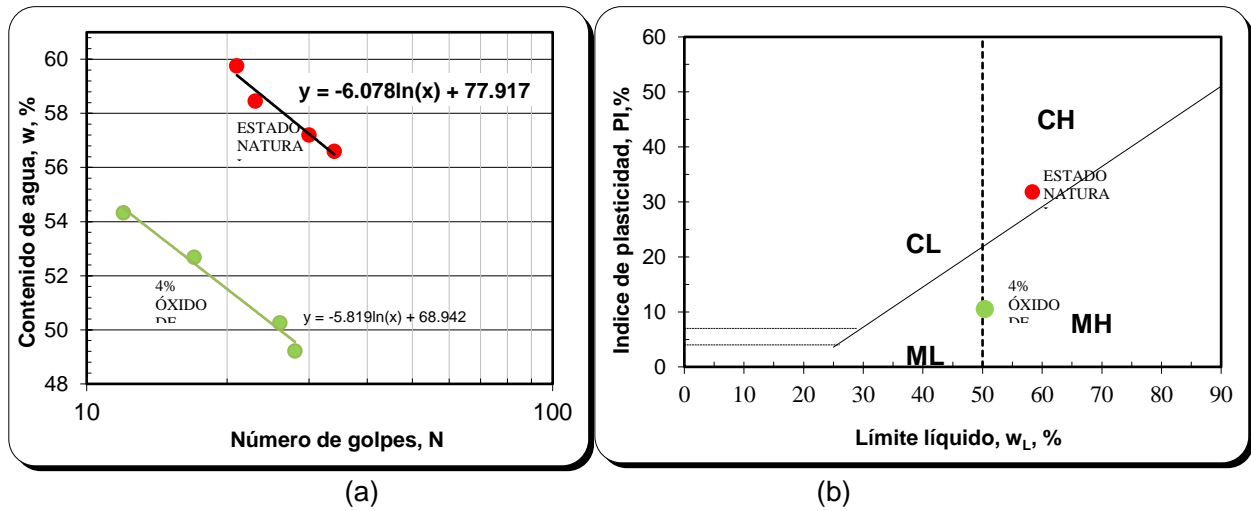 Contenido de agua, w, %
60
58
56
54
52
50
48
10
100
Número de golpes, N
y = -6.078ln(x) + 77.917
ESTADO
NATURA
4%
ÓXIDO
DE
y = -5.819ln(x) + 68.942
(a)
Indice de plasticidad, PI,%
60
50
40
30
20
10
0
0 10 20 30 40 50 60 70 80 90
Límite líquido, wL, %
CH
ESTADO
NATURA
CL
4%
ÓXIDO
DE
MH
ML
(b)